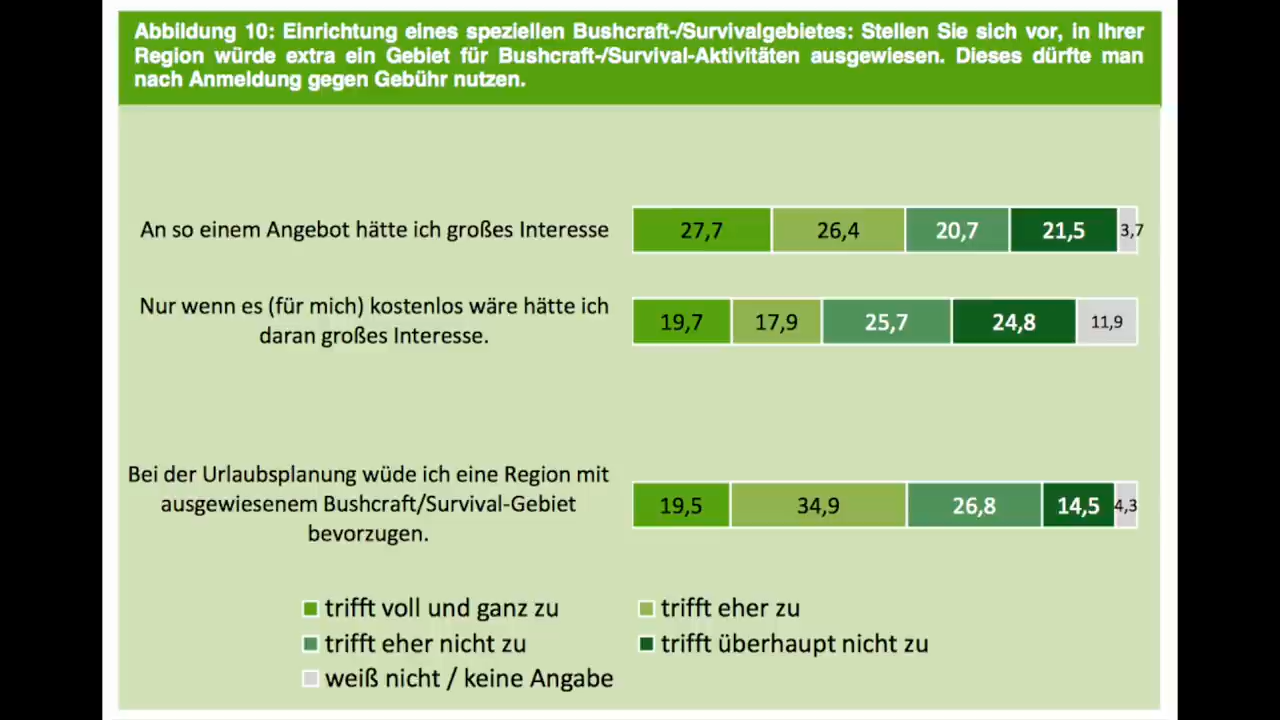 Abbildung 10: Einrichtung eines speziellen Bushcraft-/Survivalgebietes: Stellen Sie sich vor, in Ihrer
Region würde extra ein Gebiet für Bushcraft-/Survival-Aktivitäten ausgewiesen. Dieses dürfte man
nach Anmeldung gegen Gebühr nutzen.
An so einem Angebot hätte ich großes Interesse
27,7 26,4 20,7 21,5 3,7
Nur wenn es (für mich) kostenlos wäre hätte ich
daran großes Interesse.
19,7 17,9 25,7 24,8 11,9
Bei der Urlaubsplanung wüde ich eine Region mit
ausgewiesenem Bushcraft/Survival-Gebiet
bevorzugen.
19,5 34,9 26,8 14,5 4,3
trifft voll und ganz zu
trifft eher zu
trifft eher nicht zu
trifft überhaupt nicht zu
weiß nicht / keine Angabe